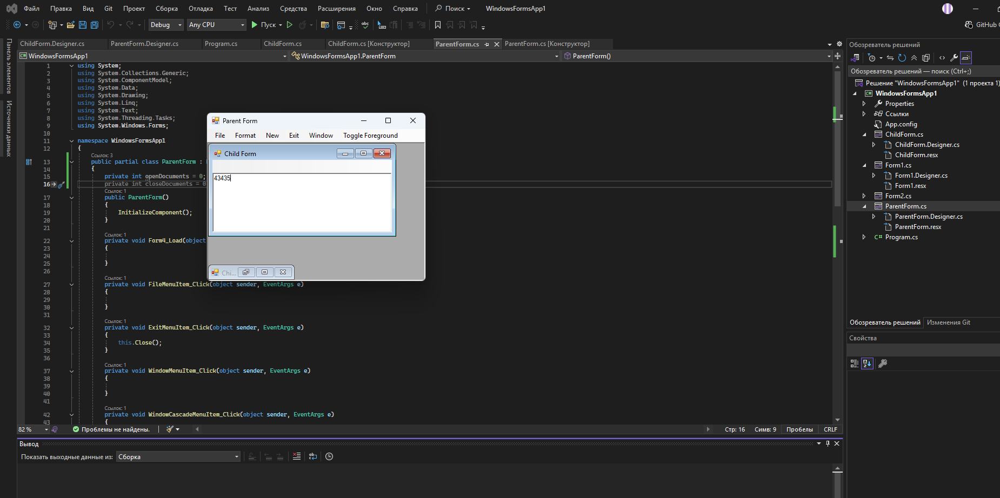 Файл Правка Вид Git Проект Сборка Отладка Тест Анализ Средства Расширения Окно Справка Поиск WindowsFormsApp1
Debug Any CPU Пуск GitHub
Панель элементов
Источники данных
ChildForm.Designer.cs ParentForm.Designer.cs Program.cs ChildForm.cs ChildForm.cs [Конструктор] ParentForm.cs ParentForm.cs [Конструктор]
WindowsFormsApp1 WindowsFormsApp1.ParentForm ParentForm()
1 using System;
2 using System.Collections.Generic;
3 using System.ComponentModel;
4 using System.Data;
5 using System.Drawing;
6 using System.Linq;
7 using System.Text;
8 using System.Threading.Tasks;
9 using System.Windows.Forms;
10
11 namespace WindowsFormsApp1
12 {
Ссылок: 3
13 public partial class ParentForm :
14 {
15 private int openDocuments = 0;
16 private int closeDocuments = 0
Ссылок: 1
17 public ParentForm()
18 {
19 InitializeComponent();
20 }
21
Ссылок: 1
22 private void Form4_Load(object
23 {
24
25 }
26
Ссылок: 1
27 private void FileMenuItem_Click(object sender, EventArgs e)
28 {
29
30 }
31
Ссылок: 1
32 private void ExitMenuItem_Click(object sender, EventArgs e)
33 {
34 this.Close();
35 }
36
Ссылок: 1
37 private void WindowMenuItem_Click(object sender, EventArgs e)
38 {
39
40 }
41
Ссылок: 1
42 private void WindowCascadeMenuItem_Click(object sender, EventArgs e)
43 {
Parent Form
File Format New Exit Window Toggle Foreground
Child Form
43435
Chi...
82 % Проблемы не найдены. Стр: 16 Симв: 9 Пробелы CRLF
Вывод
Показать выходные данные из: Сборка
Обозреватель решений
Обозреватель решений — поиск (Ctrl+;)
Решение "WindowsFormsApp1" (1 проекта 1)
WindowsFormsApp1
Properties
Ссылки
App.config
ChildForm.cs
ChildForm.Designer.cs
ChildForm.resx
Form1.cs
Form1.Designer.cs
Form1.resx
Form2.cs
ParentForm.cs
ParentForm.Designer.cs
ParentForm.resx
Program.cs
Обозреватель решений Изменения Git
Свойства